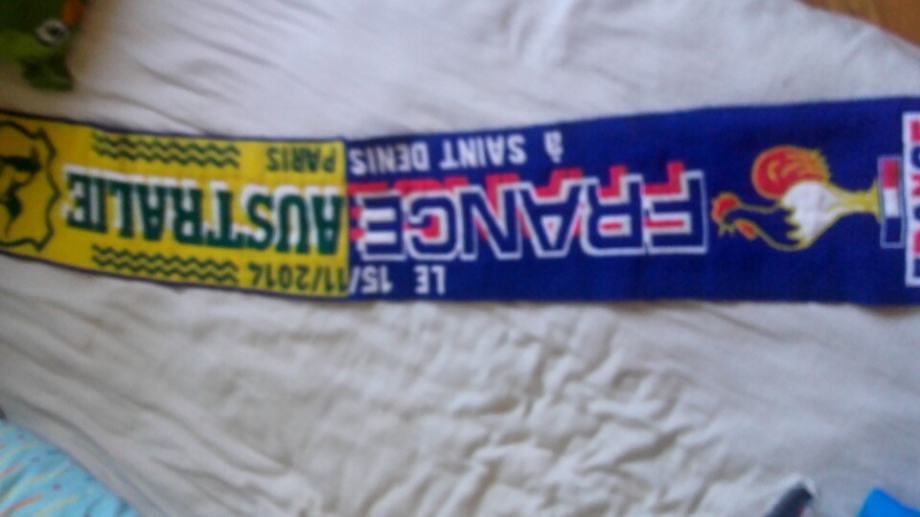 LE 15/11/2014
FRANCE AUSTRALIE
à SAINT DENIS PARIS